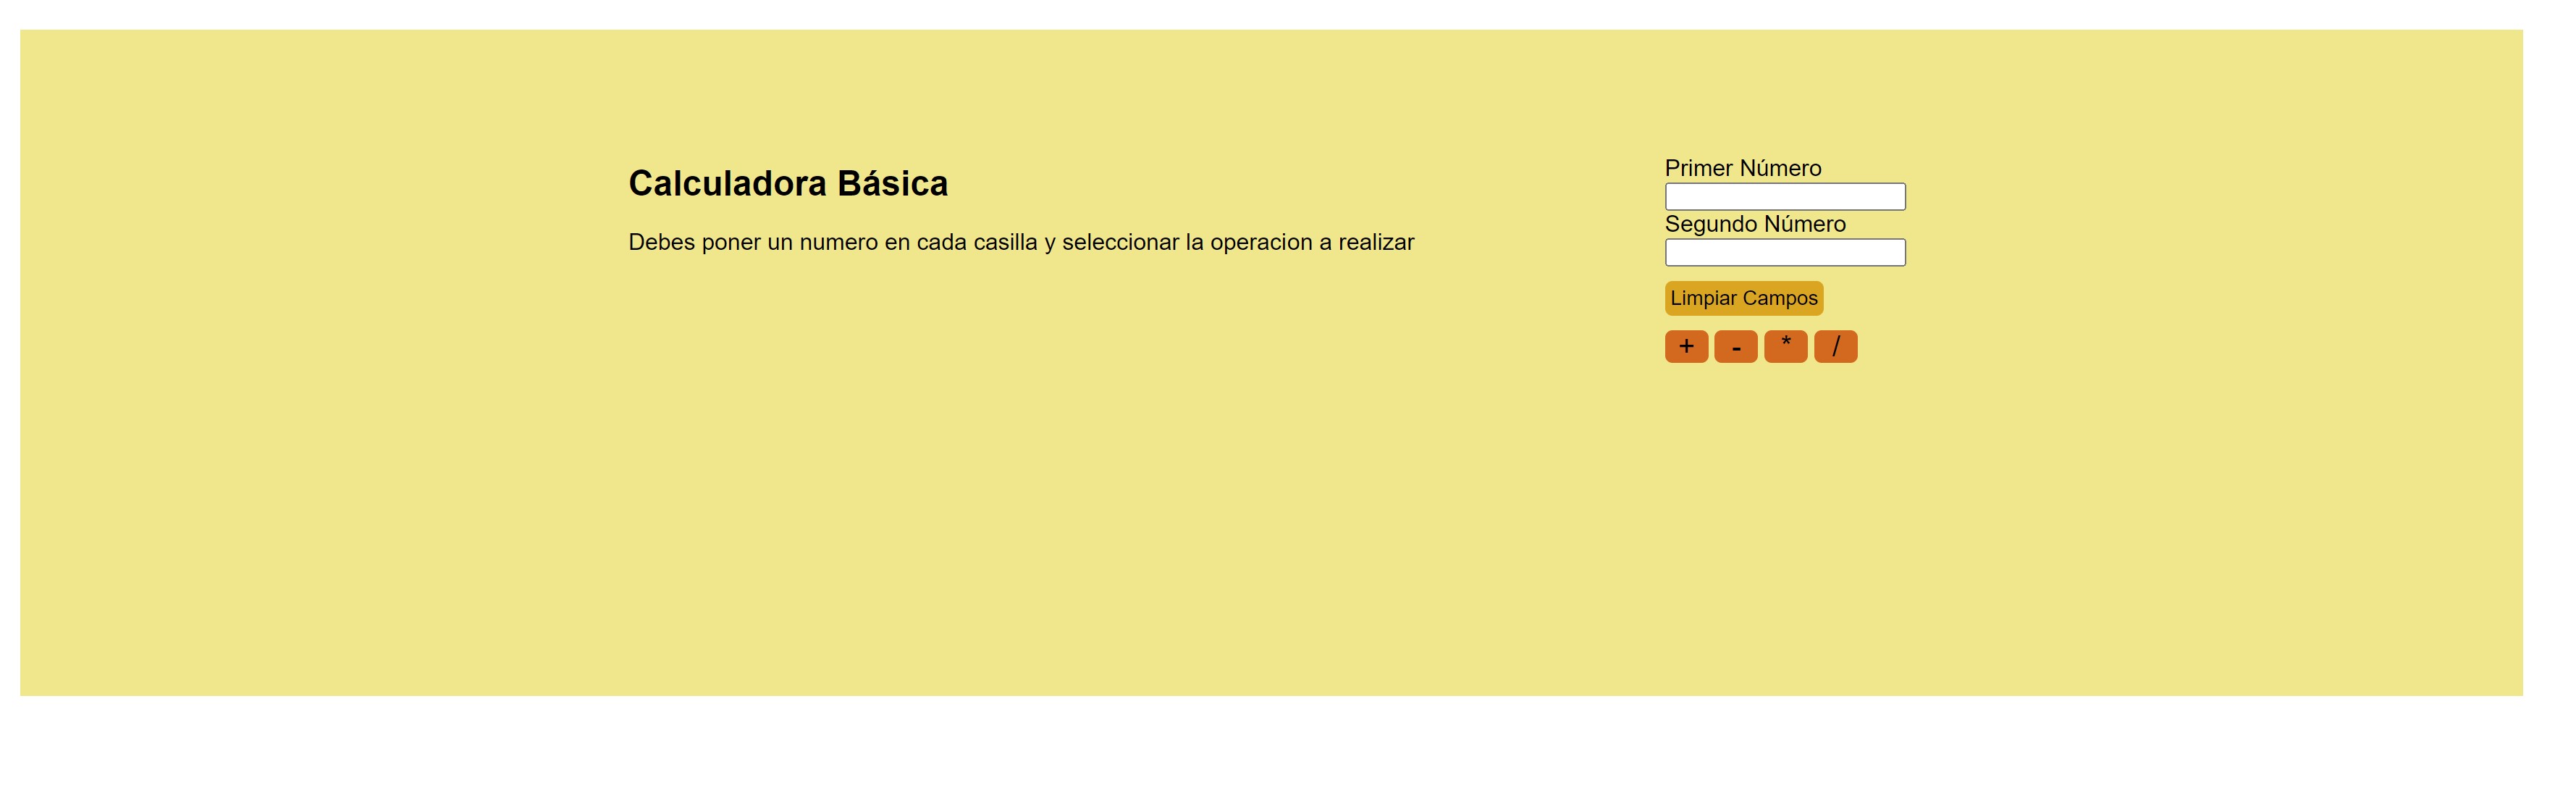 Calculadora Básica
Debes poner un numero en cada casilla y seleccionar la operacion a realizar
Primer Número
Segundo Número
Limpiar Campos
+ - * /